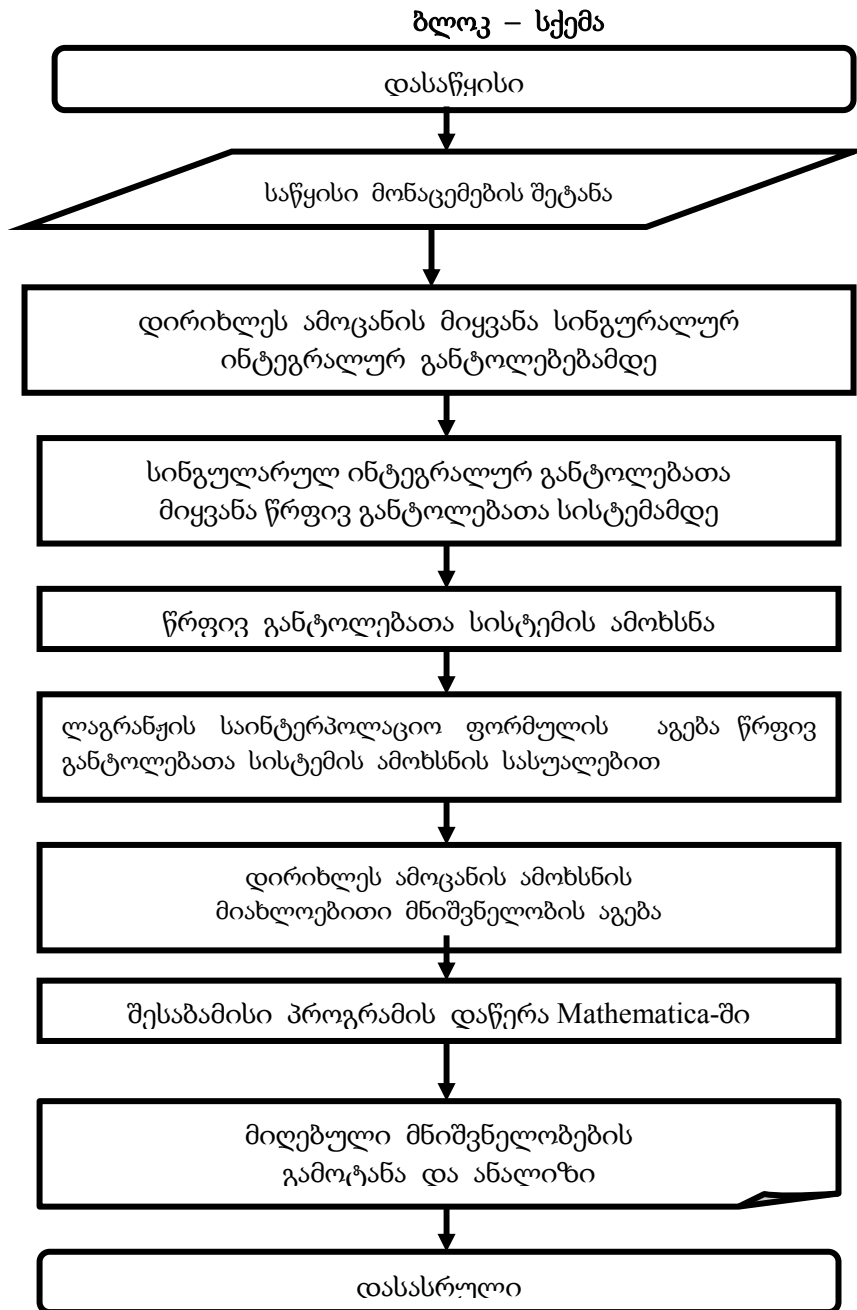 ბლოკ – სქემა
დასაწყისი
საწყისი მონაცემების შეტანა
დირიხლეს ამოცანის მიყვანა სინგურალურ
ინტეგრალურ განტოლებებამდე
სინგულარულ ინტეგრალურ განტოლებათა
მიყვანა წრფივ განტოლებათა სისტემამდე
წრფივ განტოლებათა სისტემის ამოხსნა
ლაგრანჟის საინტერპოლაციო ფორმულის აგება წრფივ
განტოლებათა სისტემის ამოხსნის სასუალებით
დირიხლეს ამოცანის ამოხსნის
მიახლოებითი მნიშვნელობის აგება
შესაბამისი პროგრამის დაწერა Mathematica-ში
მიღებული მნიშვნელობების
გამოტანა და ანალიზი
დასასრული